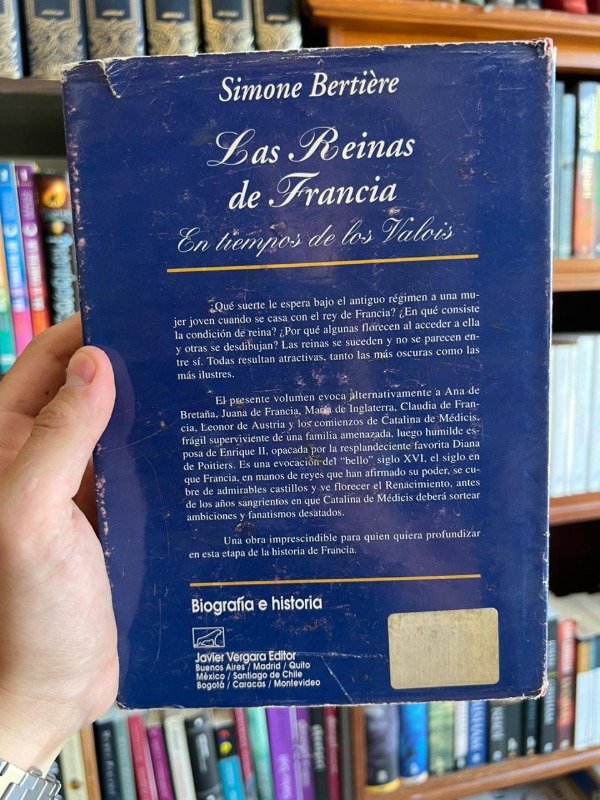 Simone Bertière
Las Reinas
de Francia
En tiempos de los Valois
¿Qué suerte le espera bajo el antiguo régimen a una mu-
jer joven cuando se casa con el rey de Francia? ¿En qué consiste
la condición de reina? ¿Por qué algunas florecen al acceder a ella
y otras se desdibujan? Las reinas se suceden y no se parecen en-
tre sí. Todas resultan atractivas, tanto las más oscuras como las
más ilustres.
El presente volumen evoca alternativamente a Ana de
Bretaña, Juana de Francia, María de Inglaterra, Claudia de Fran-
cia, Leonor de Austria y los comienzos de Catalina de Médicis,
frágil superviviente de una familia amenazada, luego humilde es-
posa de Enrique II, opacada por la resplandeciente favorita Diana
de Poitiers. Es una evocación del "bello" siglo XVI, el siglo en
que Francia, en manos de reyes que han afirmado su poder, se cu-
bre de admirables castillos y ve florecer el Renacimiento, antes
de los años sangrientos en que Catalina de Médicis deberá sortear
ambiciones y fanatismos desatados.
Una obra imprescindible para quien quiera profundizar
en esta etapa de la historia de Francia.
Biografía e historia
Javier Vergara Editor
Buenos Aires / Madrid / Quito
México / Santiago de Chile
Bogotá / Caracas / Montevideo